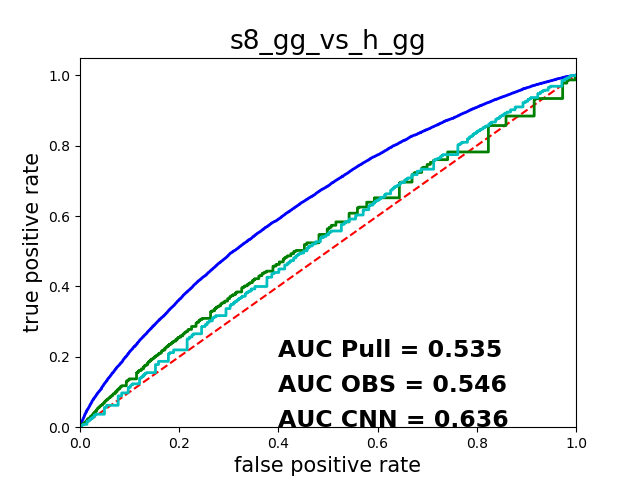 s8_gg_vs_h_gg
true positive rate
1.0
0.8
0.6
0.4
0.2
0.0
AUC Pull = 0.535
AUC OBS = 0.546
AUC CNN = 0.636
0.0 0.2 0.4 0.6 0.8 1.0
false positive rate